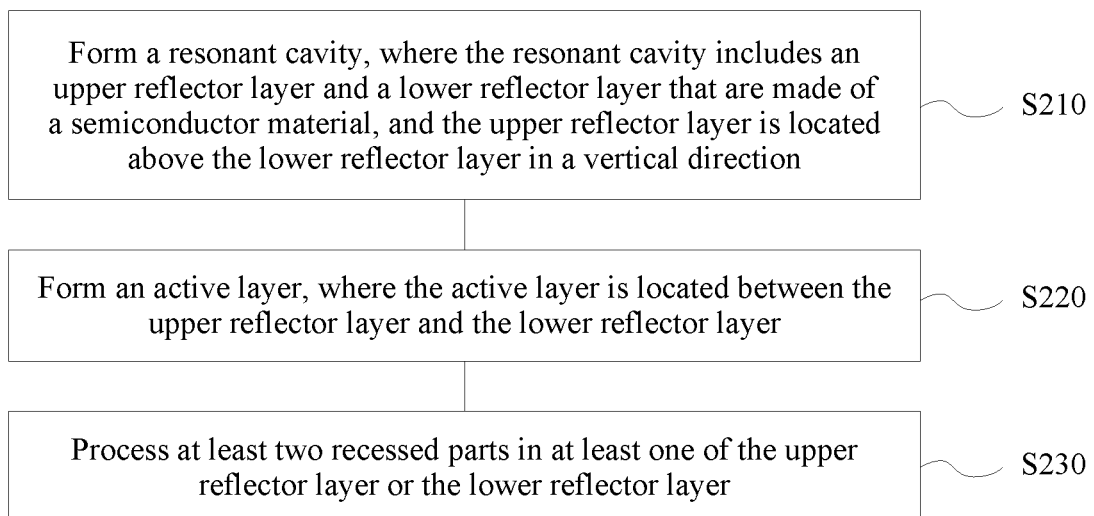 Form a resonant cavity, where the resonant cavity includes an
upper reflector layer and a lower reflector layer that are made of
a semiconductor material, and the upper reflector layer is located
above the lower reflector layer in a vertical direction
S210
Form an active layer, where the active layer is located between the
upper reflector layer and the lower reflector layer
S220
Process at least two recessed parts in at least one of the upper
reflector layer or the lower reflector layer
S230